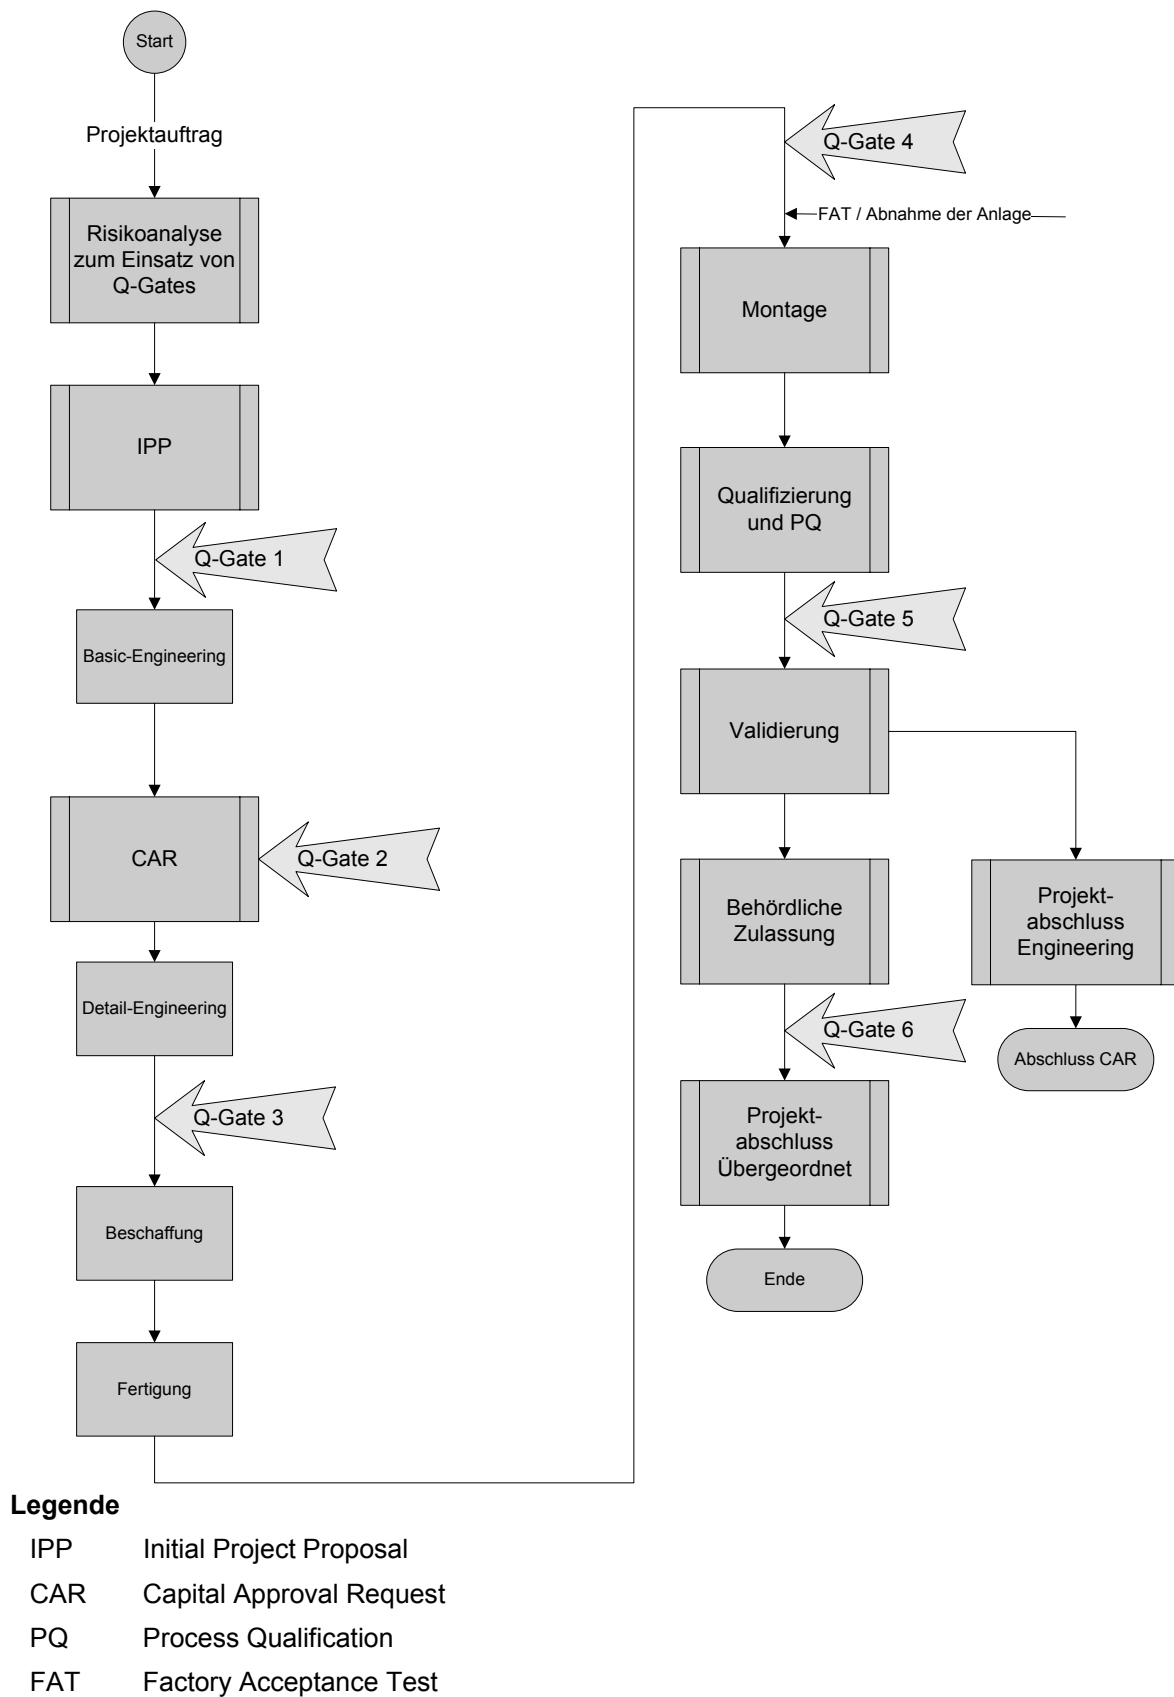 Start
Projektauftrag
Risikoanalyse
zum Einsatz von
Q-Gates
IPP
Q-Gate 1
Basic-Engineering
CAR
Q-Gate 2
Detail-Engineering
Q-Gate 3
Beschaffung
Fertigung
Q-Gate 4
FAT / Abnahme der Anlage
Montage
Qualifizierung
und PQ
Q-Gate 5
Validierung
Behördliche
Zulassung
Projekt-
abschluss
Engineering
Q-Gate 6
Abschluss CAR
Projekt-
abschluss
Übergeordnet
Ende
Legende
IPP Initial Project Proposal
CAR Capital Approval Request
PQ Process Qualification
FAT Factory Acceptance Test